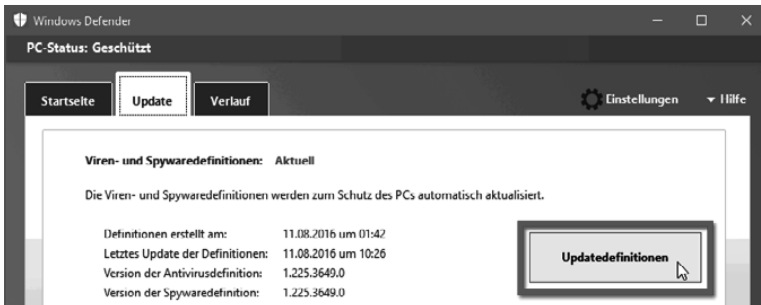 Windows Defender
PC-Status: Geschützt
Startseite Update Verlauf Einstellungen Hilfe
Viren- und Spywaredefinitionen: Aktuell
Die Viren- und Spywaredefinitionen werden zum Schutz des PCs automatisch aktualisiert.
Definitionen erstellt am: 11.08.2016 um 01:42
Letztes Update der Definitionen: 11.08.2016 um 10:26
Version der Antivirusdefinition: 1.225.3649.0
Version der Spywaredefinition: 1.225.3649.0
Updatedefinitionen